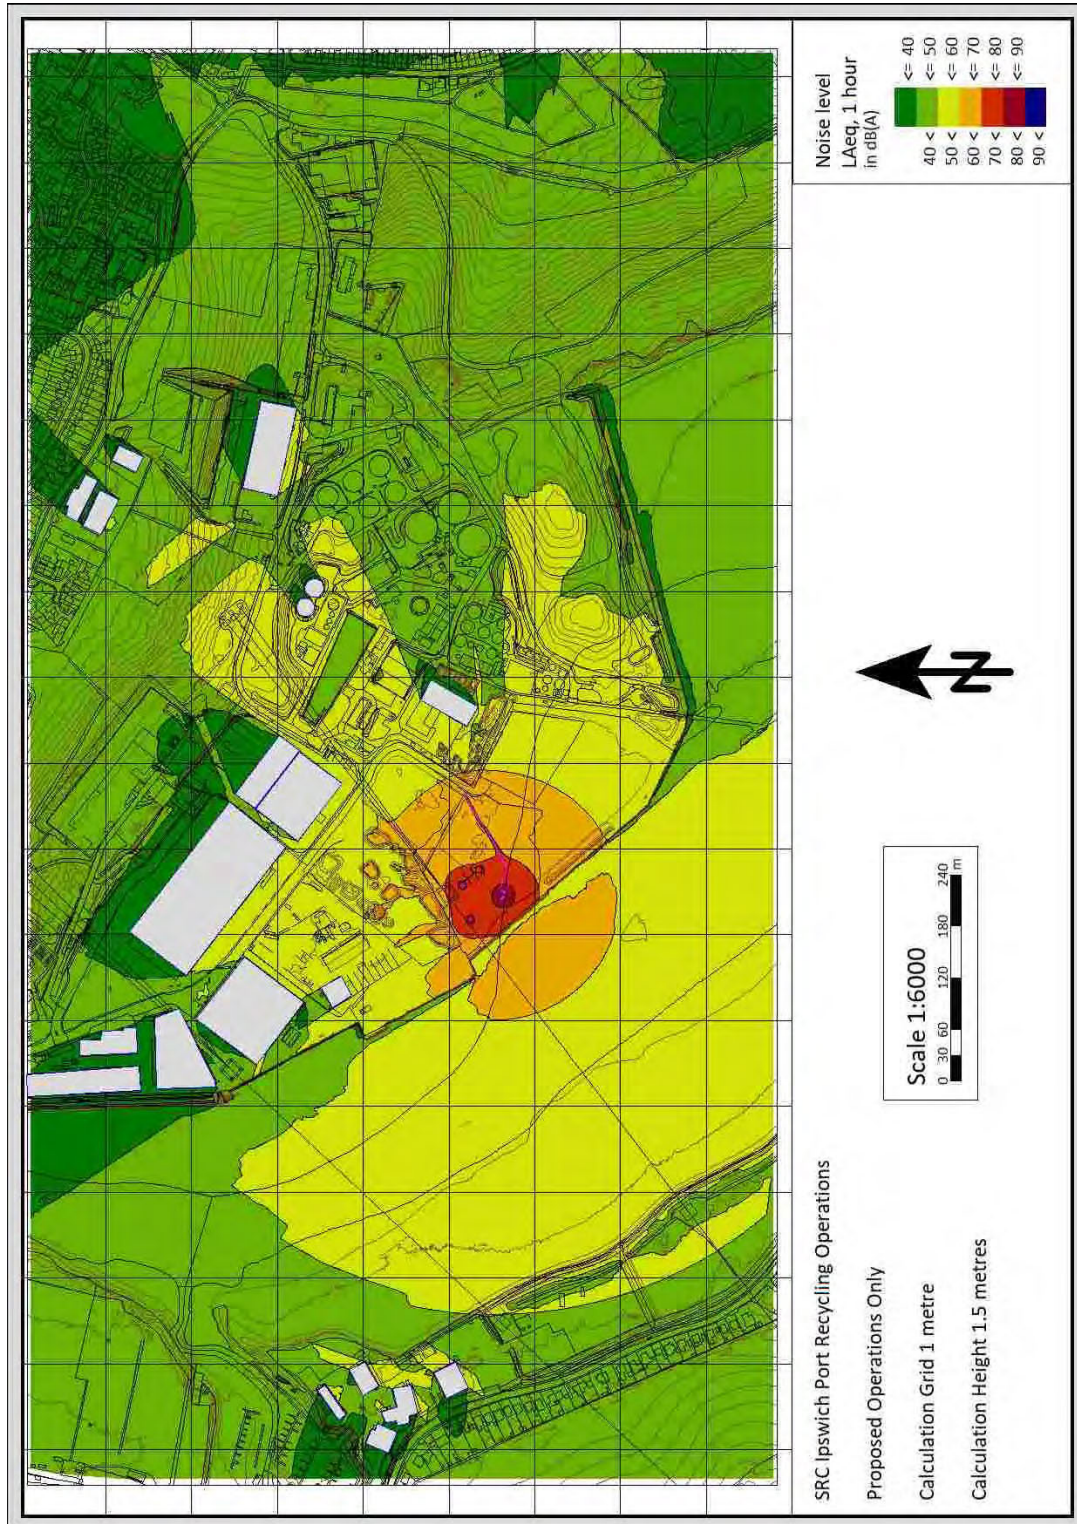 SRC Ipswich Port Recycling Operations
Proposed Operations Only
Calculation Grid 1 metre
Calculation Height 1.5 metres
Scale 1:6000
0 30 60 120 180 240
m
N
Noise level
LAeq, 1 hour
in dB(A)
<= 40
40 < <= 50
50 < <= 60
60 < <= 70
70 < <= 80
80 < <= 90
90 <